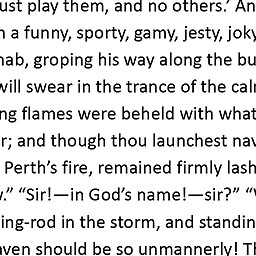 ust play them, and no others.’ An
a funny, sporty, gamy, jesty, joky
nab, groping his way along the bu
will swear in the trance of the cal
ng flames were beheld with what
r; and though thou launchest nav
Perth’s fire, remained firmly lash
.” “Sir!—in God’s name!—sir?” “
ing-rod in the storm, and standin
aven should be so unmannerly! Th